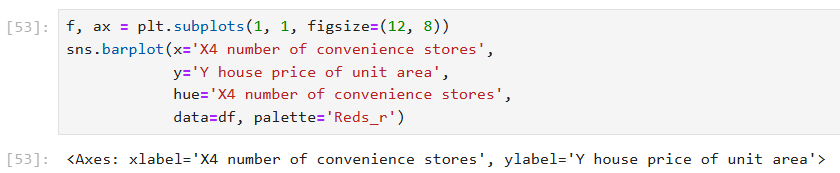 [53]: f, ax = plt.subplots(1, 1, figsize=(12, 8))
sns.barplot(x='X4 number of convenience stores',
            y='Y house price of unit area',
            hue='X4 number of convenience stores',
            data=df, palette='Reds_r')
[53]: <Axes: xlabel='X4 number of convenience stores', ylabel='Y house price of unit area'>